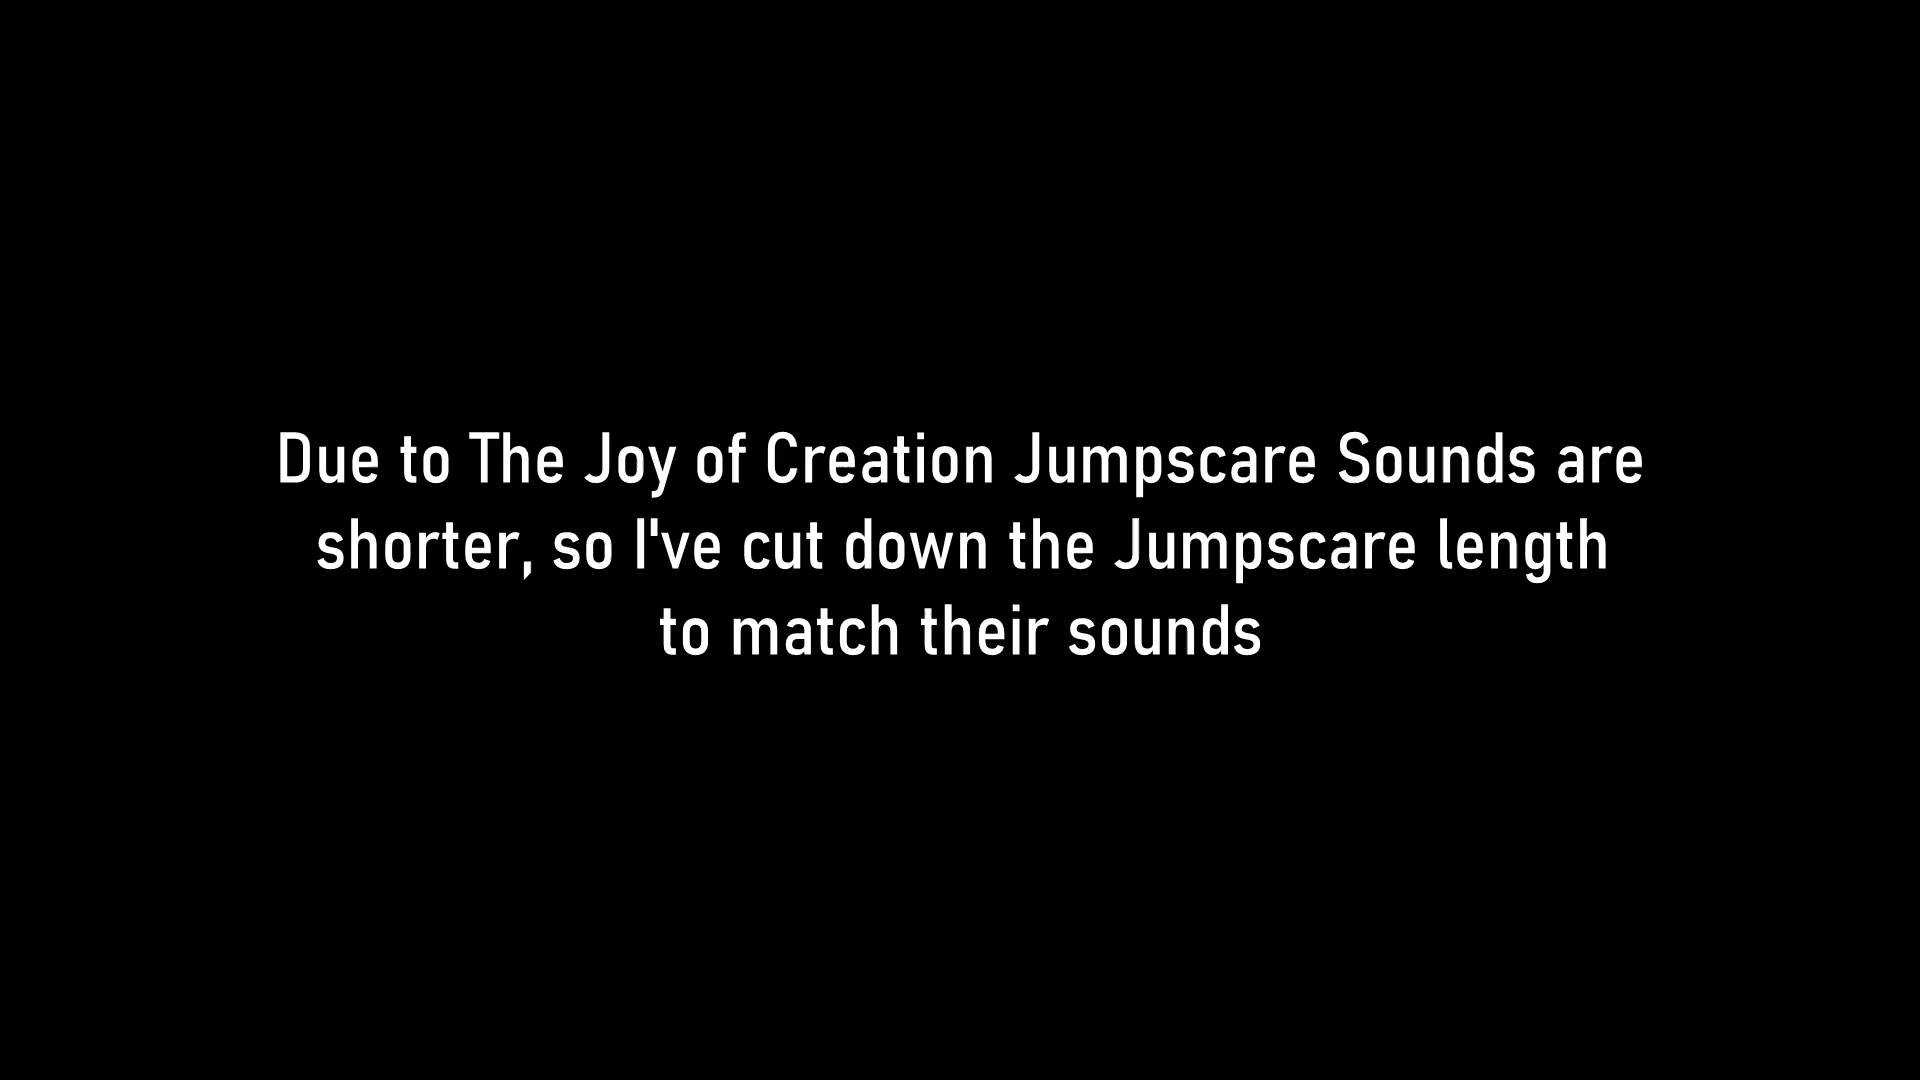 Due to The Joy of Creation Jumpscare Sounds are
shorter, so I've cut down the Jumpscare length
to match their sounds